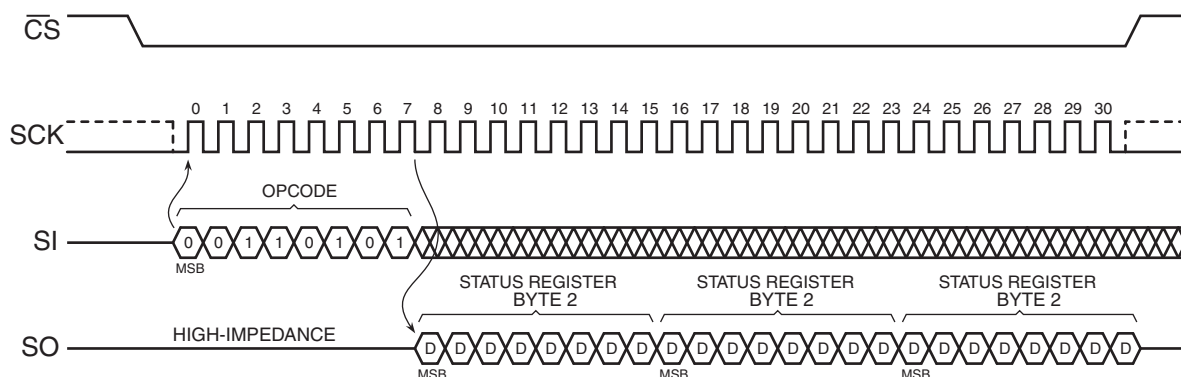 CS
0 1 2 3 4 5 6 7 8 9 10 11 12 13 14 15 16 17 18 19 20 21 22 23 24 25 26 27 28 29 30
SCK
OPCODE
SI 0 0 1 1 0 1 0 1
MSB
STATUS REGISTER
BYTE 2
STATUS REGISTER
BYTE 2
STATUS REGISTER
BYTE 2
HIGH-IMPEDANCE
SO D D D D D D D D D D D D D D D D D D D D D D D D
MSB MSB MSB